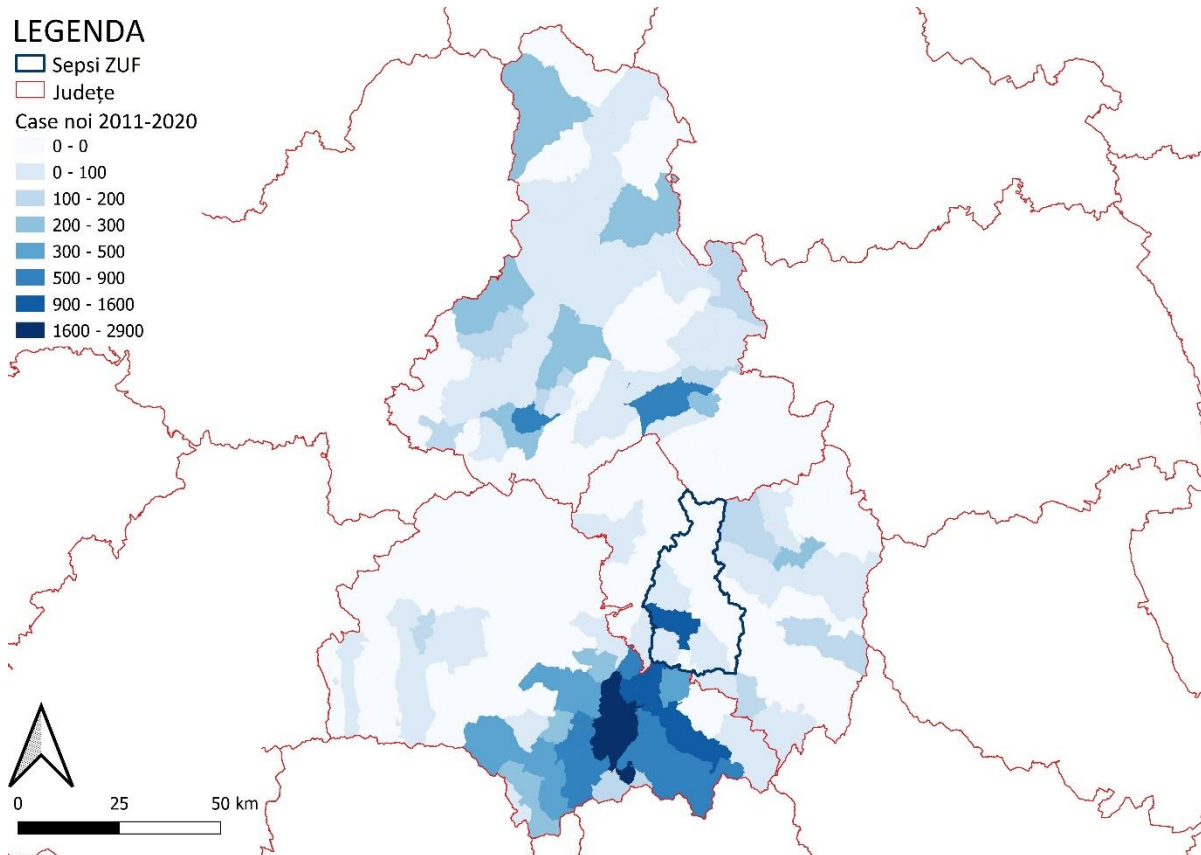 LEGENDA
Sepsi ZUF
Județe
Case noi 2011-2020
0 - 0
0 - 100
100 - 200
200 - 300
300 - 500
500 - 900
900 - 1600
1600 - 2900
0 25 50 km